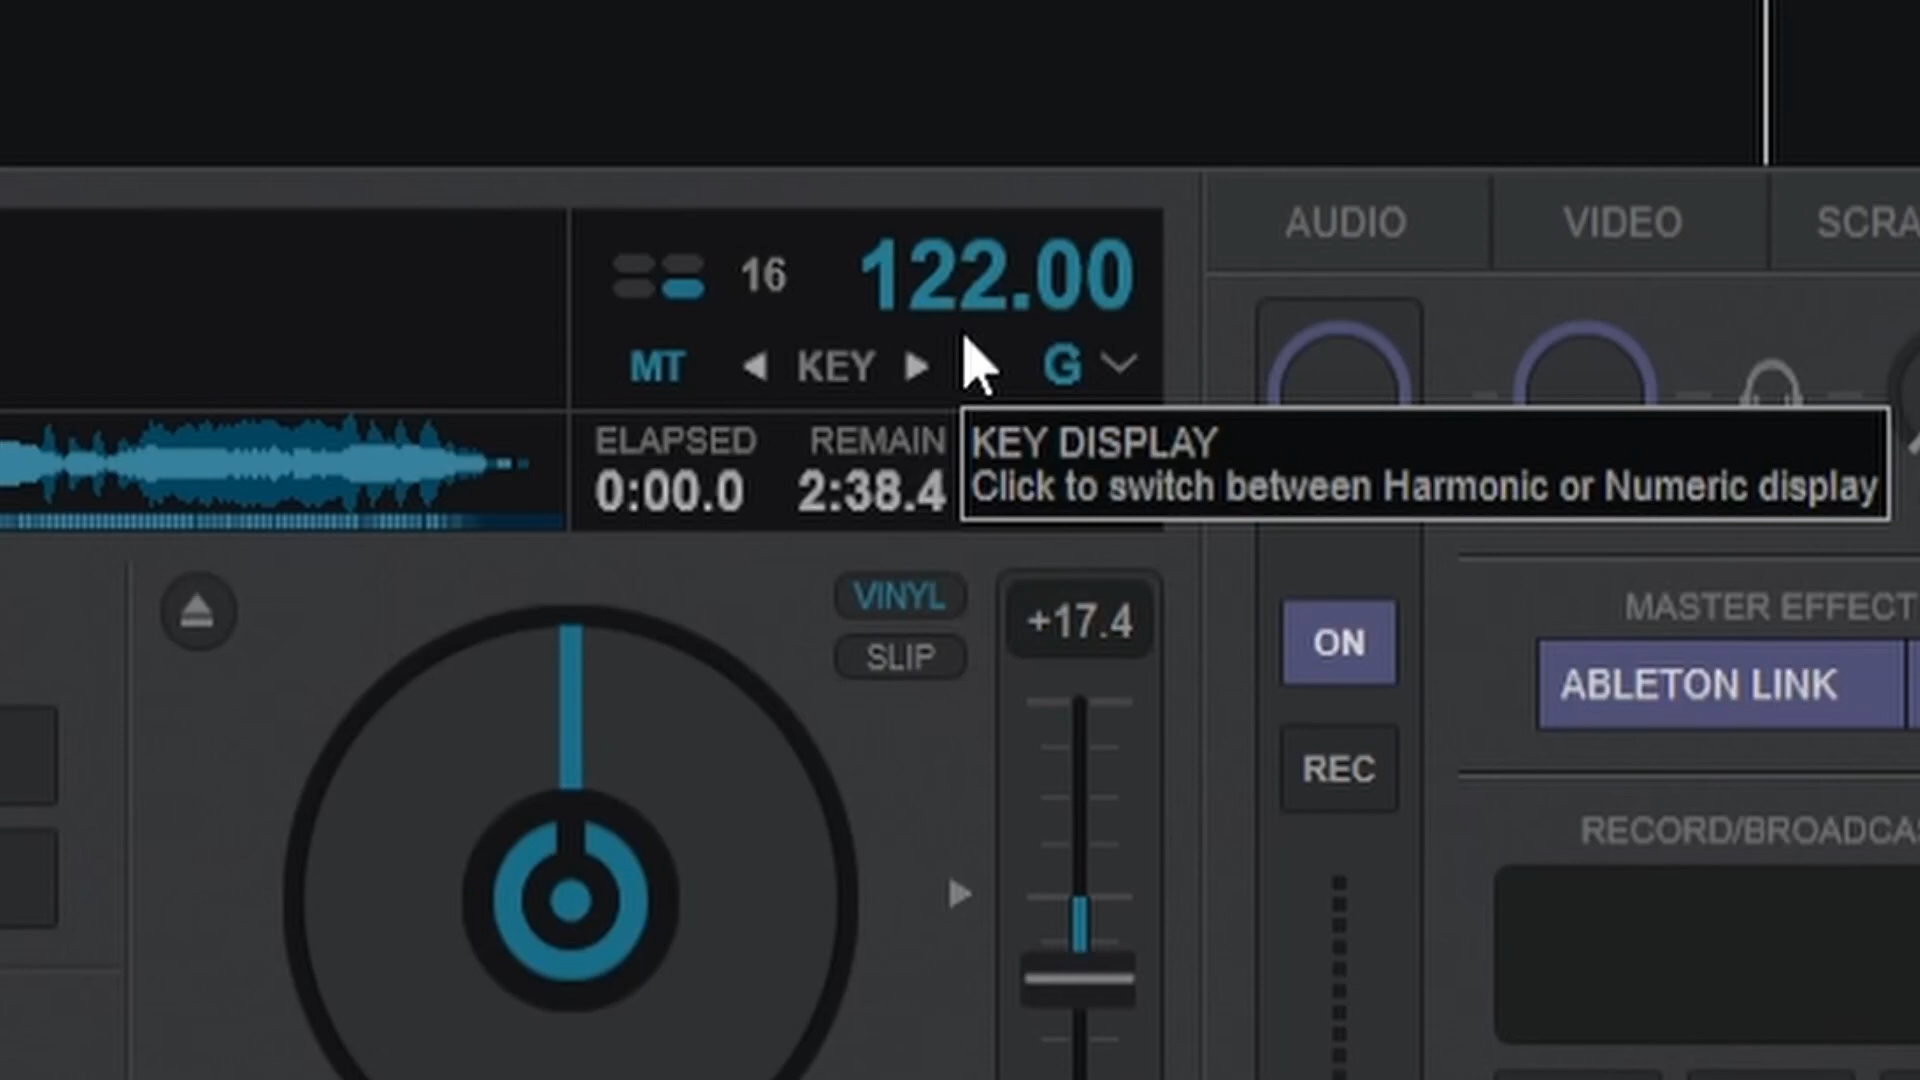 AUDIO VIDEO SCRA
16 122.00
MT KEY G
ELAPSED REMAIN
0:00.0 2:38.4
KEY DISPLAY
Click to switch between Harmonic or Numeric display
VINYL
SLIP
+17.4
ON
REC
MASTER EFFECT
ABLETON LINK
RECORD/BROADCA